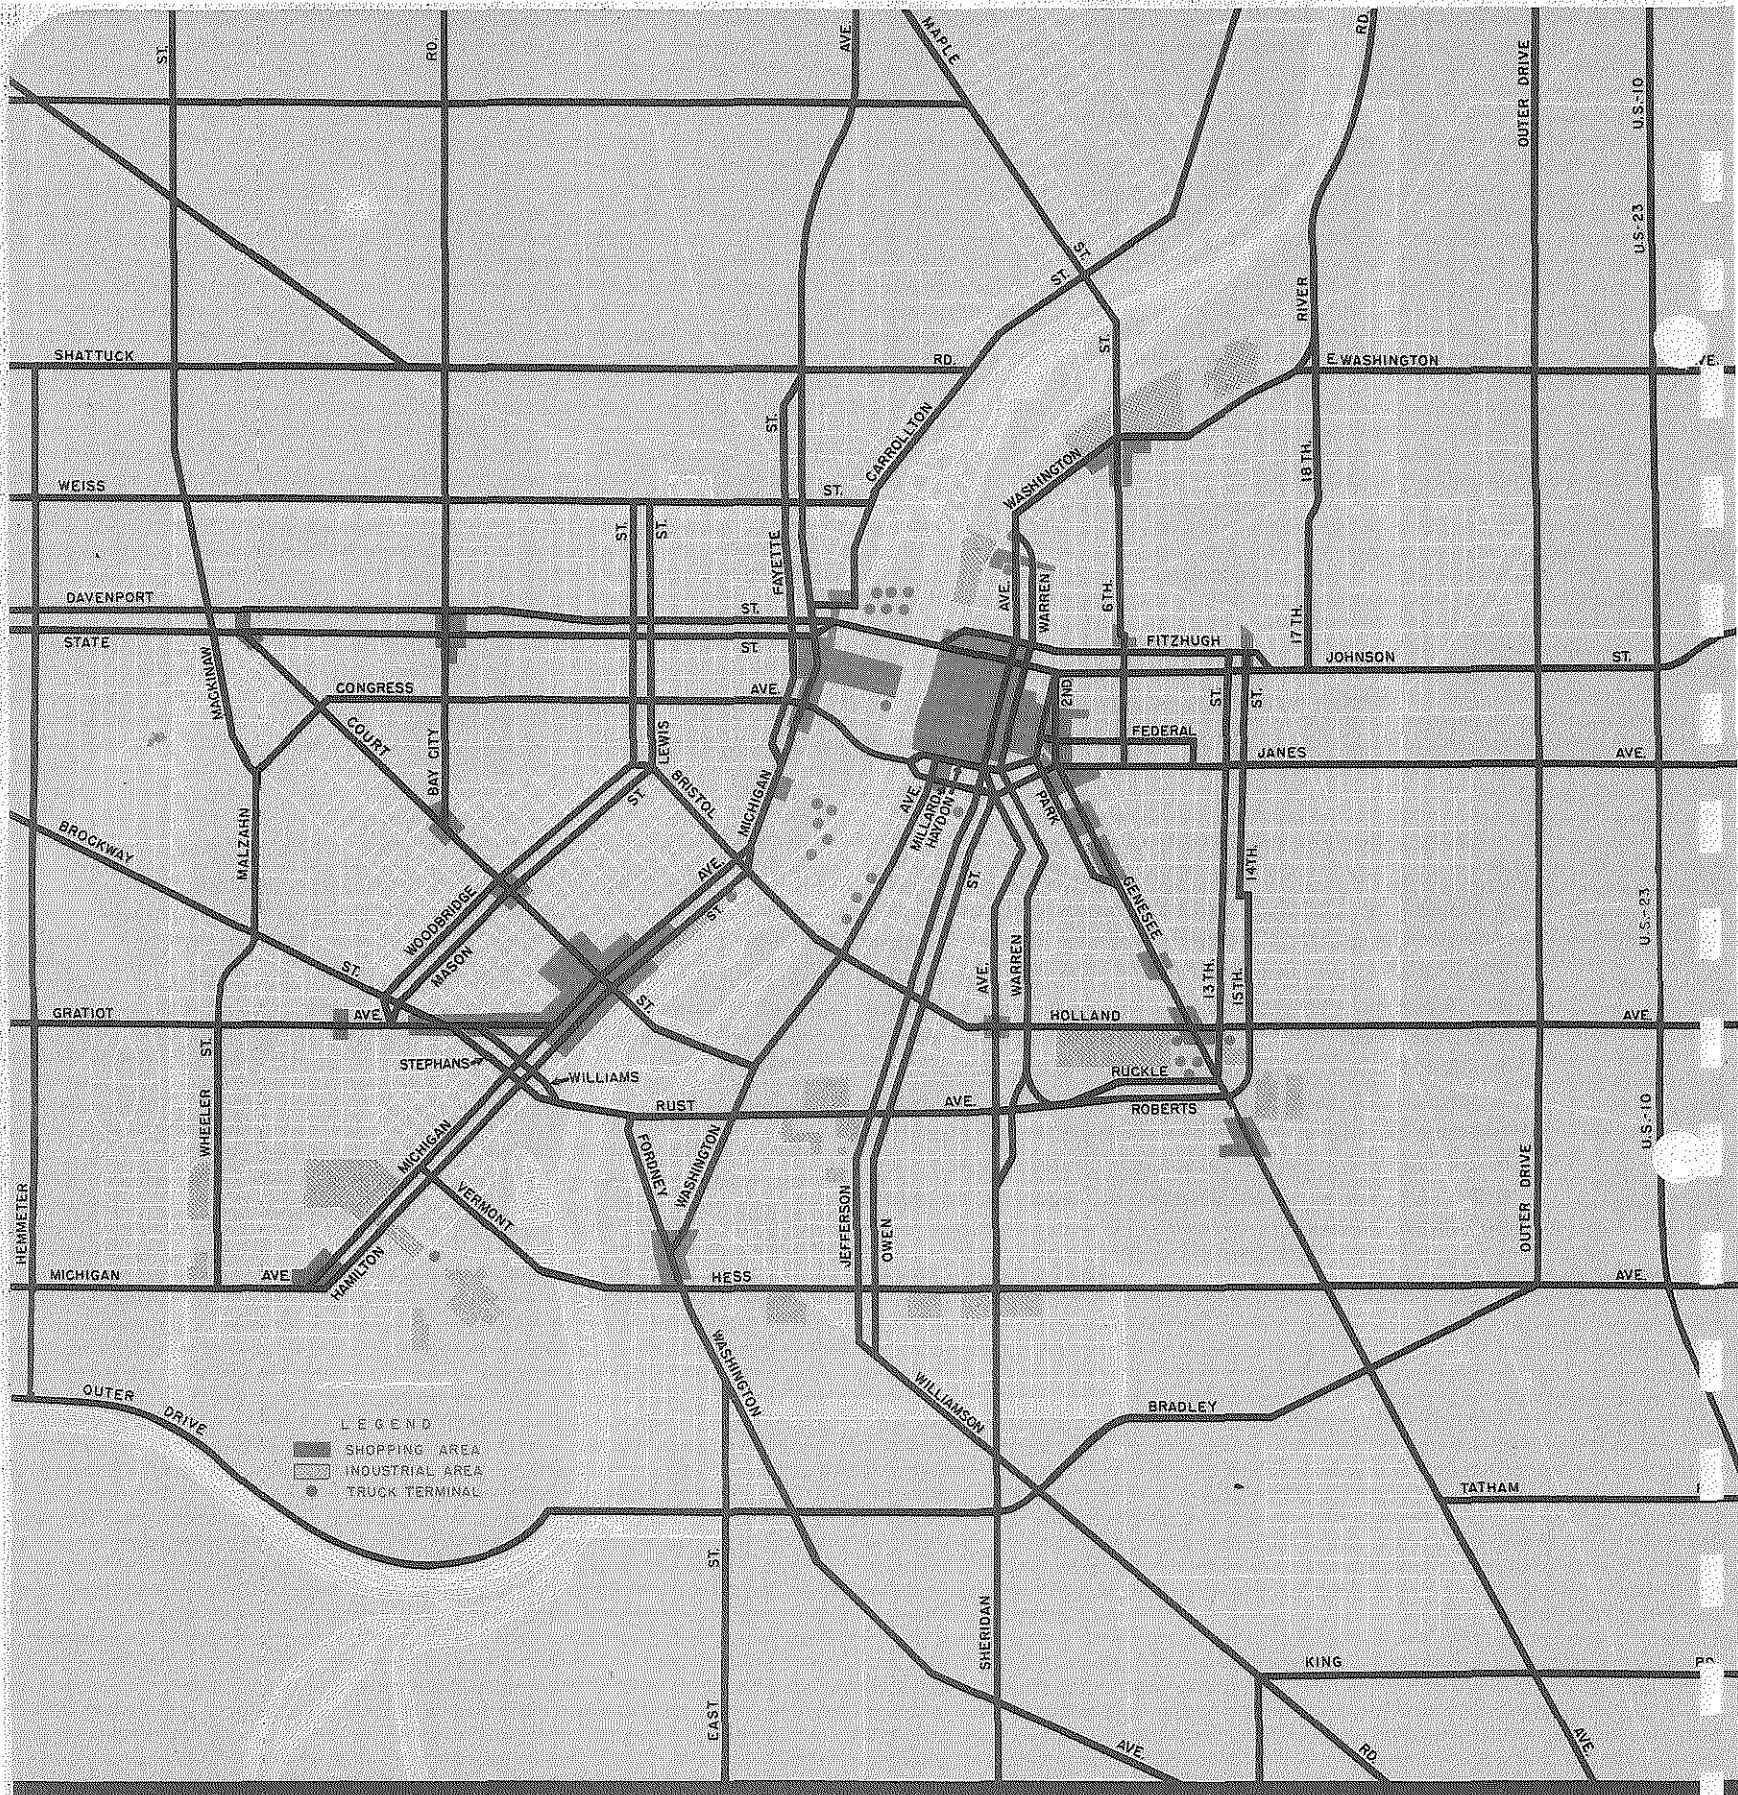 ST.
RD.
AVE.
MAPLE
RD.
OUTER DRIVE
U.S.-10
U.S.-23
ST.
ST.
RIVER
ST.
SHATTUCK
RD.
E. WASHINGTON
VE.
ST.
CARROLLTON
WEISS
ST.
WASHINGTON
18TH.
ST.
ST.
FAYETTE
DAVENPORT
ST.
AVE.
WARREN
6TH.
17TH.
STATE
ST.
FITZHUGH
JOHNSON
ST.
MACKINAW
CONGRESS
AVE.
2ND
ST.
ST.
COURT
BAY CITY
LEWIS
FEDERAL
JANES
AVE.
BRISTOL
ST.
MICHIGAN
AVE.
MILLARD
HAYDON
PARK
BROCKWAY
MALZAHN
AVE.
ST.
ST.
14TH.
GENESEE
WOODBRIDGE
MASON
ST.
U.S.-23
AVE.
WARREN
13TH.
15TH.
GRATIOT
AVE.
ST.
HOLLAND
AVE.
ST.
STEPHANS
WILLIAMS
RUCKLE
WHEELER
RUST
AVE.
ROBERTS
U.S.-10
MICHIGAN
FORDNEY
WASHINGTON
VERMONT
HEMMETER
JEFFERSON
OWEN
OUTER DRIVE
MICHIGAN
AVE.
HAMILTON
HESS
AVE.
WASHINGTON
OUTER
DRIVE
WILLIAMSON
BRADLEY
LEGEND
SHOPPING AREA
INDUSTRIAL AREA
TRUCK TERMINAL
TATHAM
ST.
SHERIDAN
KING
RD.
EAST
AVE.
RD.
AVE.